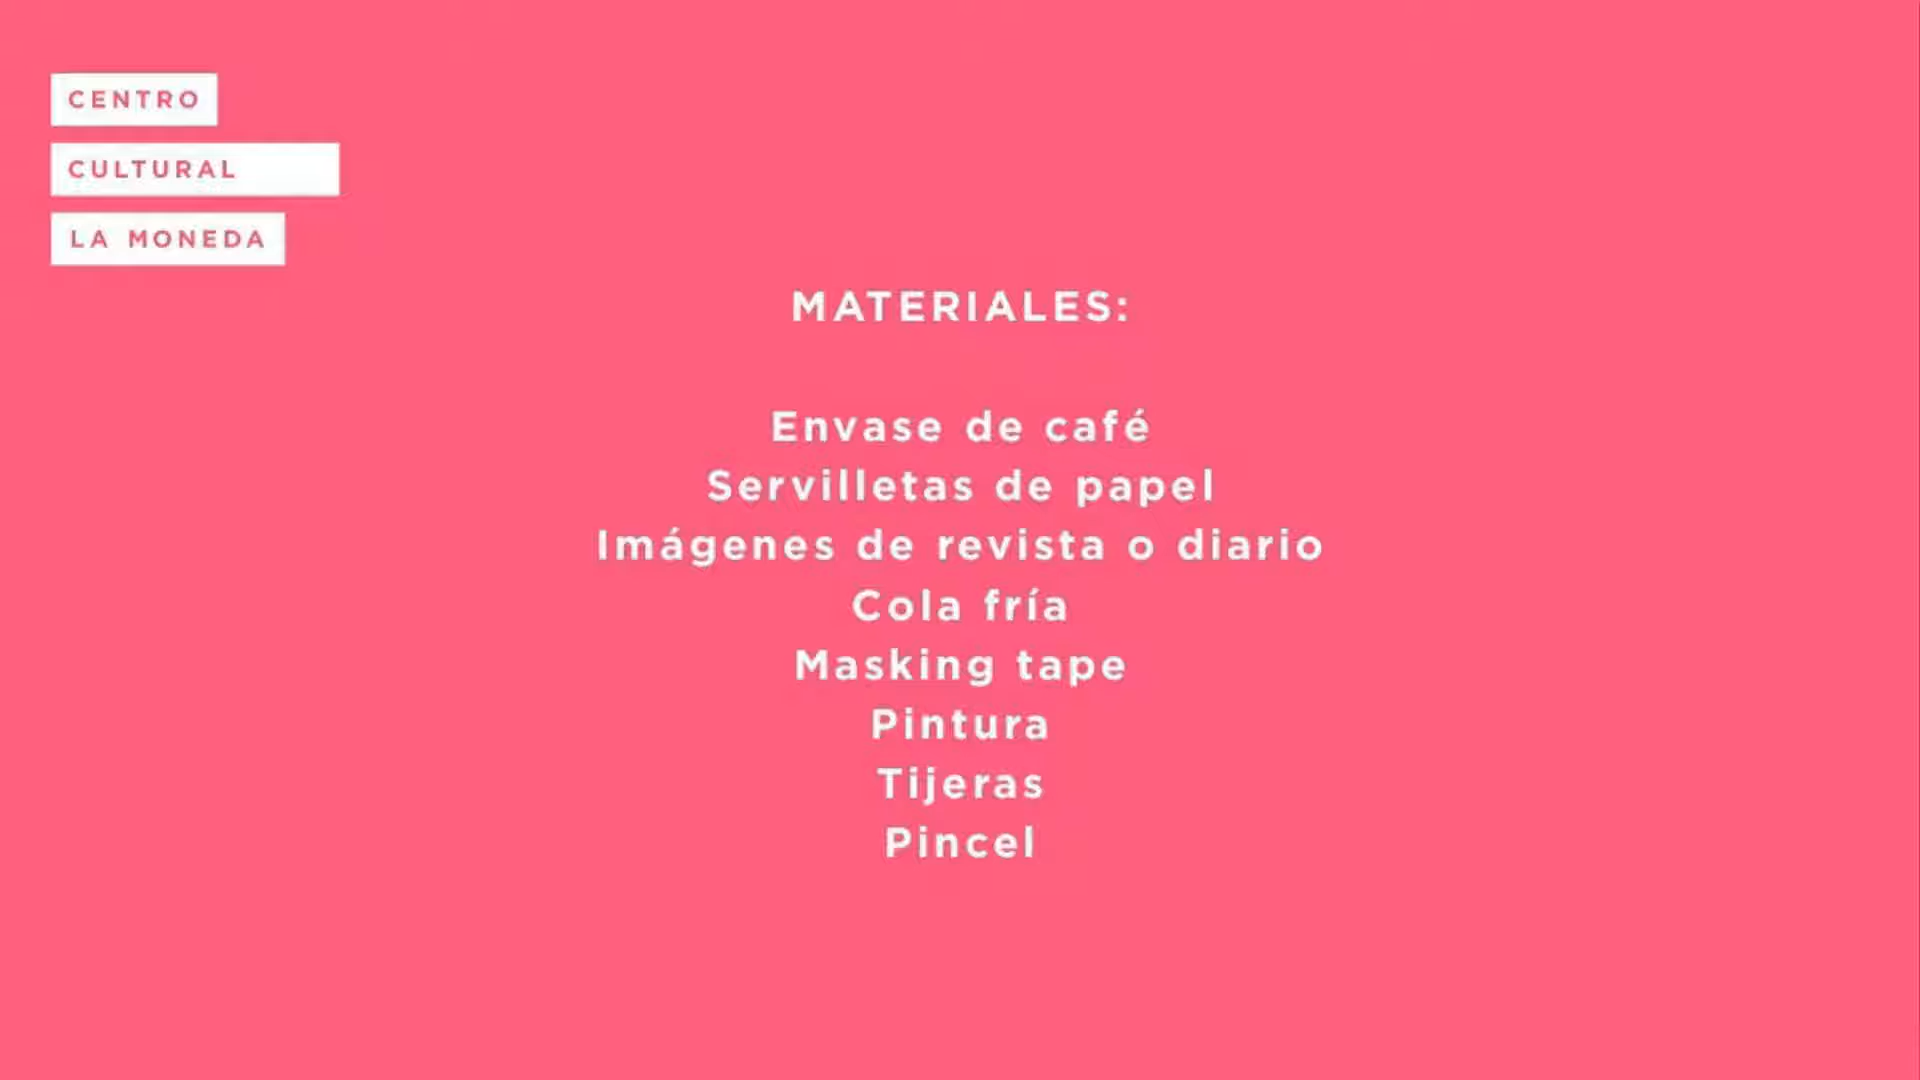 CENTRO
CULTURAL
LA MONEDA
MATERIALES:
Envase de café
Servilletas de papel
Imágenes de revista o diario
Cola fría
Masking tape
Pintura
Tijeras
Pincel